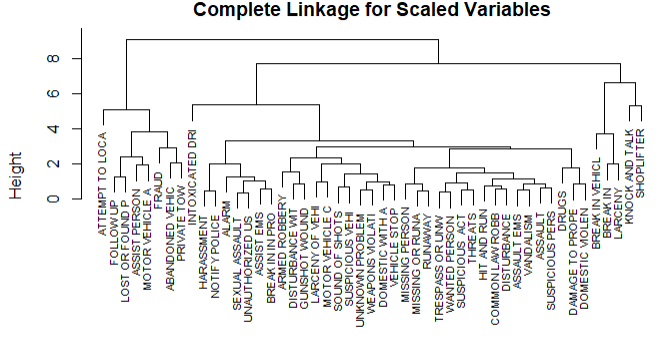 Complete Linkage for Scaled Variables
Height
8
6
4
2
0
ATTEMPT TO LOCA
FOLLOW UP
LOST OR FOUND P
ASSIST PERSON
MOTOR VEHICLE A
FRAUD
ABANDONED VEHIC
PRIVATE TOW
INTOXICATED DRI
HARASSMENT
NOTIFY POLICE
ALARM
SEXUAL ASSAULT
UNAUTHORIZED US
ASSIST EMS
BREAK IN IN PRO
ARMED ROBBERY
DISTURBANCE WIT
GUNSHOT WOUND
LARCENY OF VEHI
MOTOR VEHICLE C
SOUND OF SHOTS
SUSPICIOUS VEHI
UNKNOWN PROBLEM
WEAPONS VIOLATI
DOMESTIC WITH A
VEHICLE STOP
MISSING PERSON
MISSING OR RUNA
RUNAWAY
TRESPASS OR UNW
WANTED PERSON
SUSPICIOUS CIRC
THREATS
HIT AND RUN
COMMON LAW ROBB
DISTURBANCE
ASSAULT EMS
VANDALISM
ASSAULT
SUSPICIOUS PERS
DRUGS
DAMAGE TO PROPE
DOMESTIC VIOLEN
BREAK IN VEHICL
BREAK IN
LARCENY
KNOCK AND TALK
SHOPLIFTER